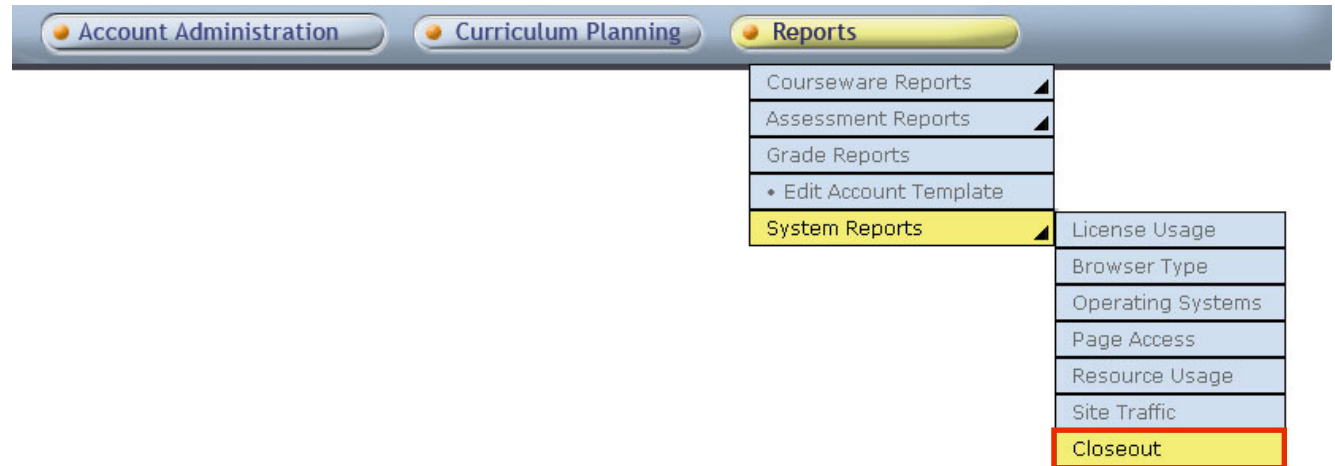 Account Administration
Curriculum Planning
Reports
Courseware Reports
Assessment Reports
Grade Reports
• Edit Account Template
System Reports
License Usage
Browser Type
Operating Systems
Page Access
Resource Usage
Site Traffic
Closeout